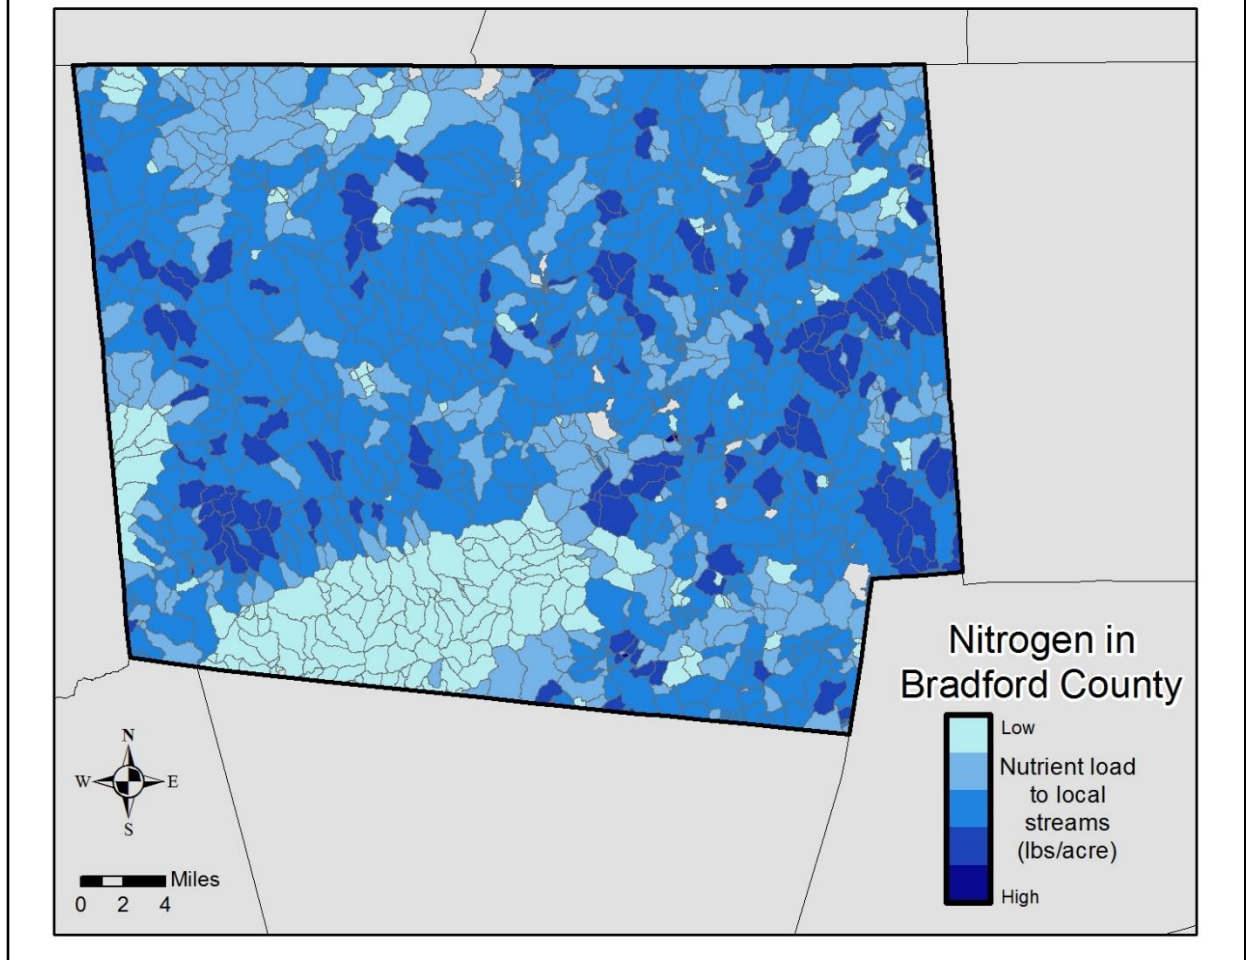 Nitrogen in
Bradford County
Low
Nutrient load
to local
streams
(lbs/acre)
High
N
W E
S
Miles
0 2 4